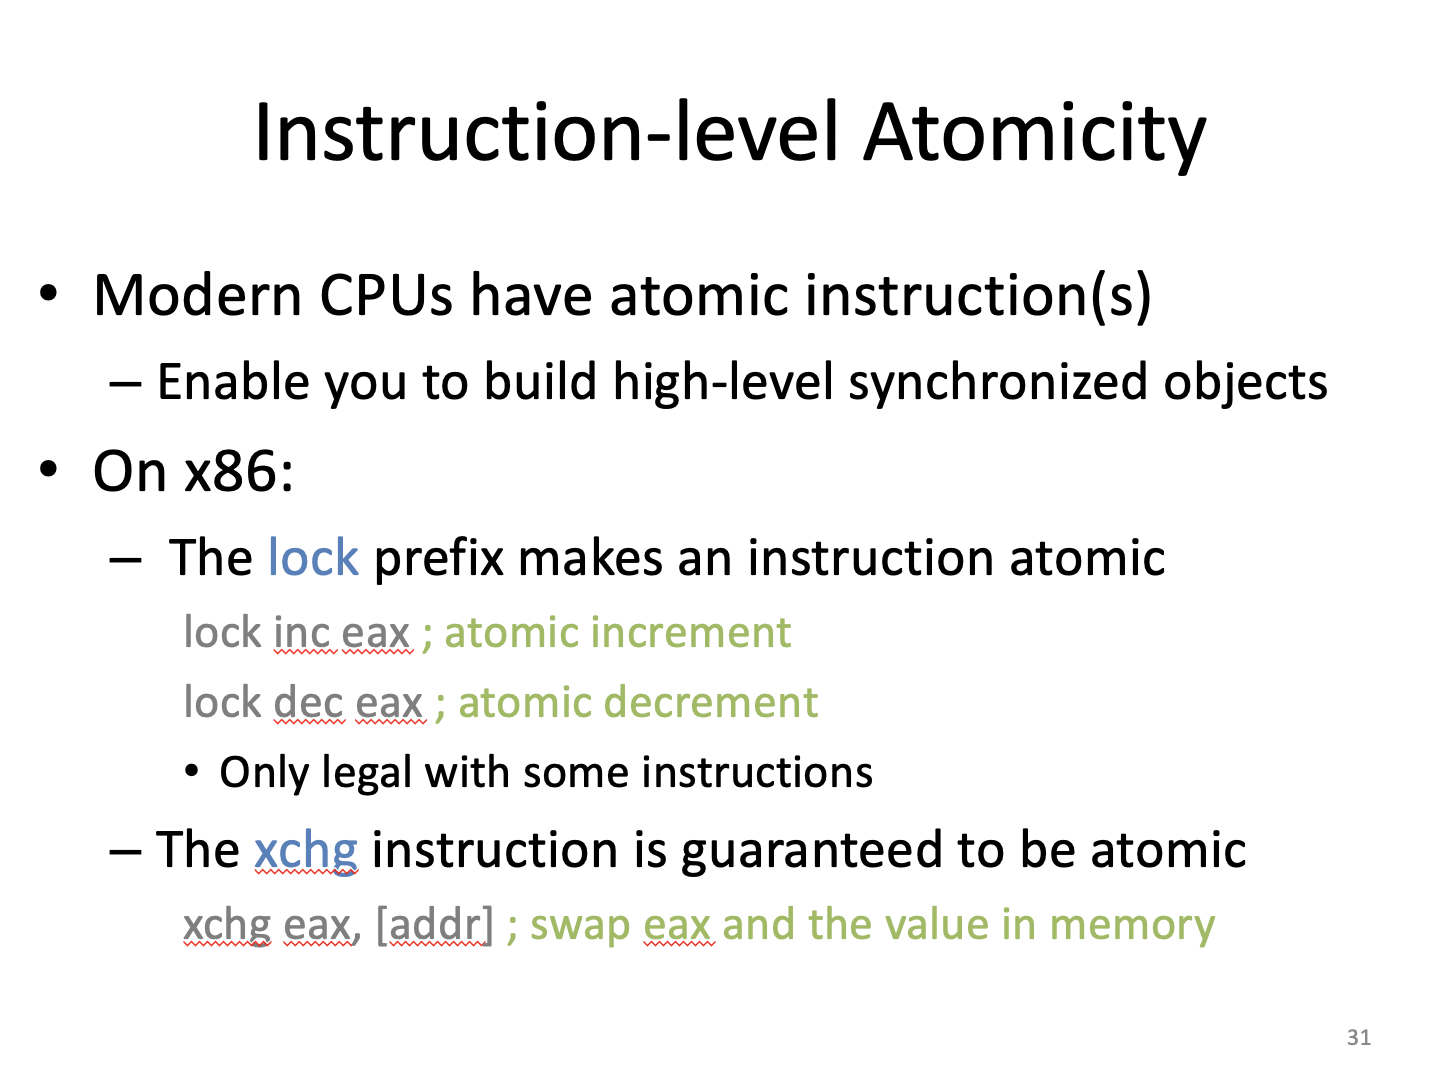 Instruction-level Atomicity
• Modern CPUs have atomic instruction(s)
– Enable you to build high-level synchronized objects
• On x86:
– The lock prefix makes an instruction atomic
lock inc eax ; atomic increment
lock dec eax ; atomic decrement
• Only legal with some instructions
– The xchg instruction is guaranteed to be atomic
xchg eax, [addr] ; swap eax and the value in memory
31